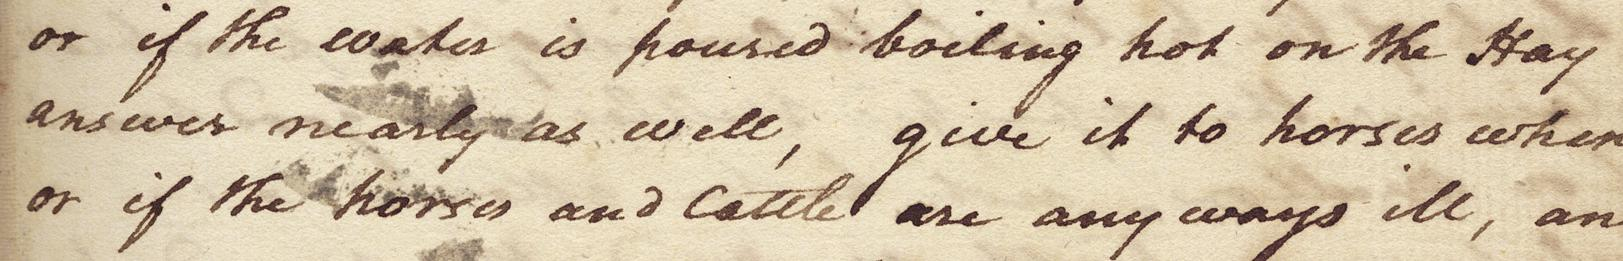 or if the water is poured boiling hot on the Hay
answer nearly as well, give it to horses when
or if the horses and Cattle are any ways ill, an